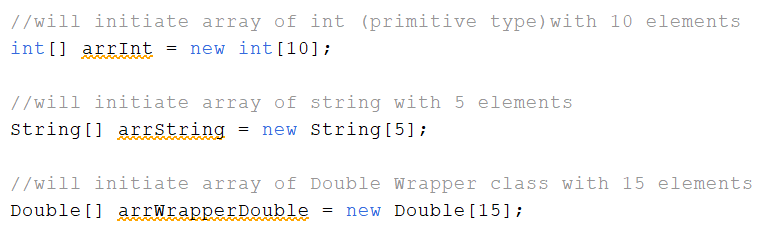 //will initiate array of int (primitive type)with 10 elements
int[] arrInt = new int[10];
//will initiate array of string with 5 elements
String[] arrString = new String[5];
//will initiate array of Double Wrapper class with 15 elements
Double[] arrWrapperDouble = new Double[15];